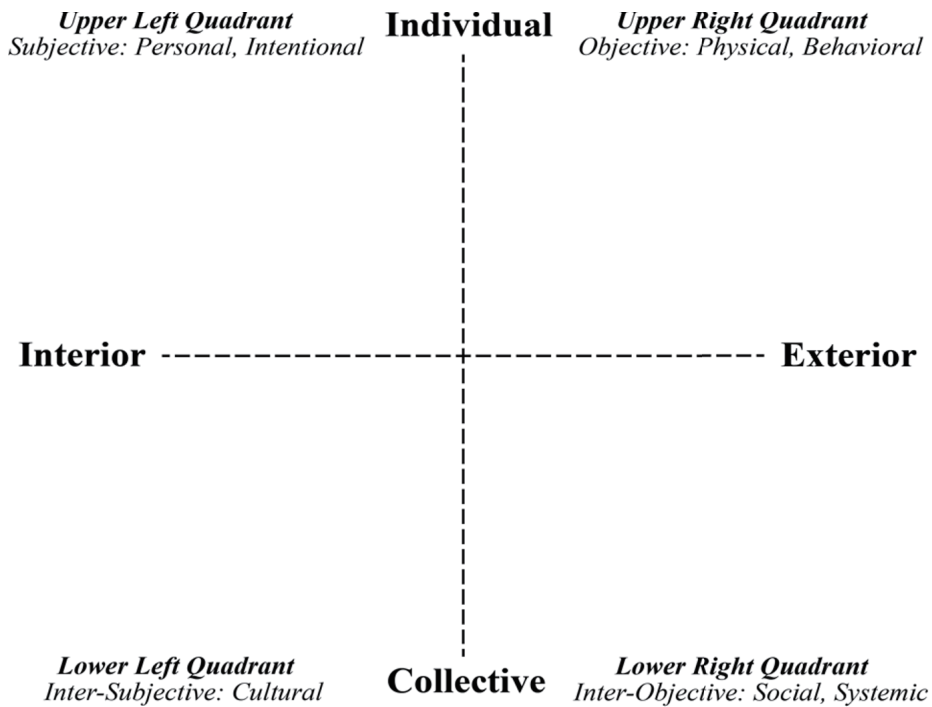 Upper Left Quadrant
Subjective: Personal, Intentional
Individual
Upper Right Quadrant
Objective: Physical, Behavioral
Interior
Exterior
Lower Left Quadrant
Inter-Subjective: Cultural
Collective
Lower Right Quadrant
Inter-Objective: Social, Systemic